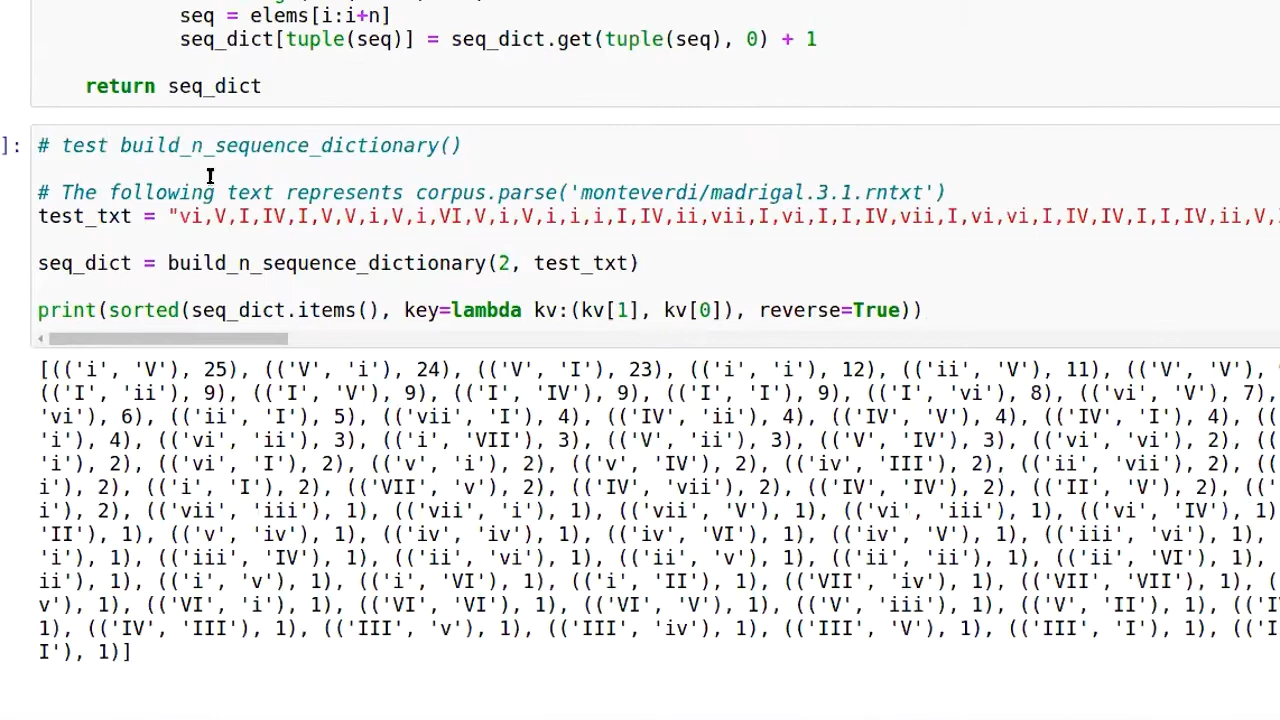 seq = elems[i:i+n]
seq_dict[tuple(seq)] = seq_dict.get(tuple(seq), 0) + 1
return seq_dict
]:
# test build_n_sequence_dictionary()
# The following text represents corpus.parse('monteverdi/madrigal.3.1.rntxt')
test_txt = "vi,V,I,IV,I,V,V,i,V,i,VI,V,i,V,i,i,i,I,IV,ii,vii,I,vi,I,I,IV,vii,I,vi,vi,I,IV,IV,I,I,IV,ii,V,
seq_dict = build_n_sequence_dictionary(2, test_txt)
print(sorted(seq_dict.items(), key=lambda kv:(kv[1], kv[0]), reverse=True))
[(('i', 'V'), 25), (('V', 'i'), 24), (('V', 'I'), 23), (('i', 'i'), 12), (('ii', 'V'), 11), (('V', 'V'),
(('I', 'ii'), 9), (('I', 'V'), 9), (('I', 'IV'), 9), (('I', 'I'), 9), (('I', 'vi'), 8), (('vi', 'V'), 7),
'vi'), 6), (('ii', 'I'), 5), (('vii', 'I'), 4), (('IV', 'ii'), 4), (('IV', 'V'), 4), (('IV', 'I'), 4), ((
'i'), 4), (('vi', 'ii'), 3), (('i', 'VII'), 3), (('V', 'ii'), 3), (('V', 'IV'), 3), (('vi', 'vi'), 2), ((
'i'), 2), (('vi', 'I'), 2), (('v', 'i'), 2), (('v', 'IV'), 2), (('iv', 'III'), 2), (('ii', 'vii'), 2), ((
i'), 2), (('i', 'I'), 2), (('VII', 'v'), 2), (('IV', 'vii'), 2), (('IV', 'IV'), 2), (('II', 'V'), 2), (('
i'), 2), (('vii', 'iii'), 1), (('vii', 'i'), 1), (('vii', 'V'), 1), (('vi', 'iii'), 1), (('vi', 'IV'), 1)
'II'), 1), (('v', 'iv'), 1), (('iv', 'iv'), 1), (('iv', 'VI'), 1), (('iv', 'V'), 1), (('iii', 'vi'), 1),
'i'), 1), (('iii', 'IV'), 1), (('ii', 'vi'), 1), (('ii', 'v'), 1), (('ii', 'ii'), 1), (('ii', 'VI'), 1),
ii'), 1), (('i', 'v'), 1), (('i', 'VI'), 1), (('i', 'II'), 1), (('VII', 'iv'), 1), (('VII', 'VII'), 1), (
v'), 1), (('VI', 'i'), 1), (('VI', 'VI'), 1), (('VI', 'V'), 1), (('V', 'iii'), 1), (('V', 'II'), 1), (('I
1), (('IV', 'III'), 1), (('III', 'v'), 1), (('III', 'iv'), 1), (('III', 'V'), 1), (('III', 'I'), 1), (('I
I'), 1)]